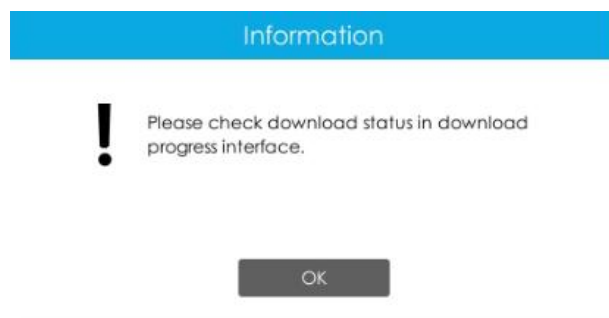 Information
Please check download status in download
progress interface.
OK